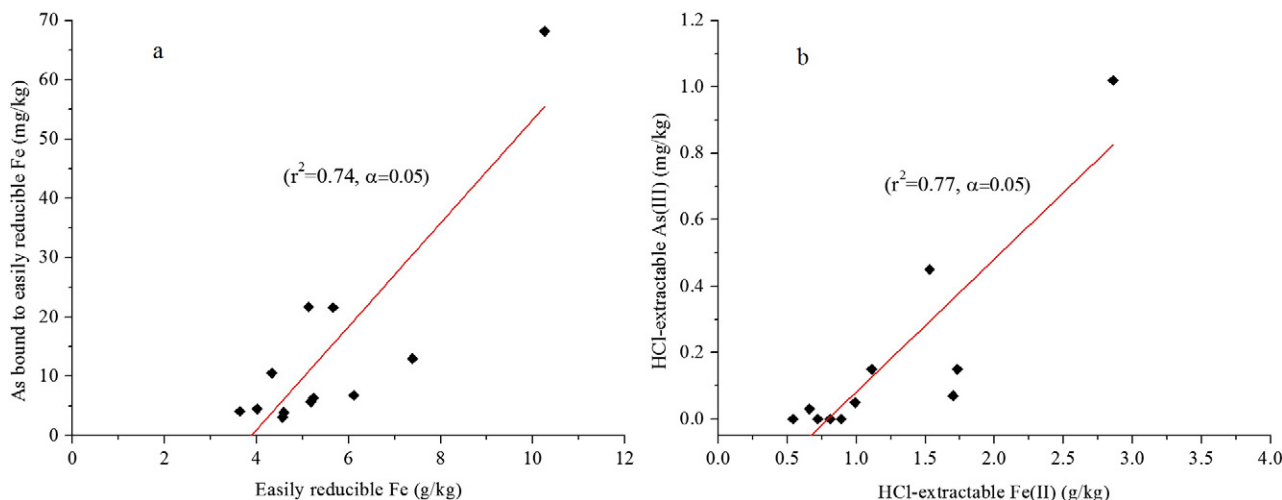 a
As bound to easily reducible Fe (mg/kg)
70
60
50
40
30
20
10
0
(r²=0.74, α=0.05)
0 2 4 6 8 10 12
Easily reducible Fe (g/kg)
b
HCl-extractable As(III) (mg/kg)
1.2
1.0
0.8
0.6
0.4
0.2
0.0
(r²=0.77, α=0.05)
0.0 0.5 1.0 1.5 2.0 2.5 3.0 3.5 4.0
HCl-extractable Fe(II) (g/kg)